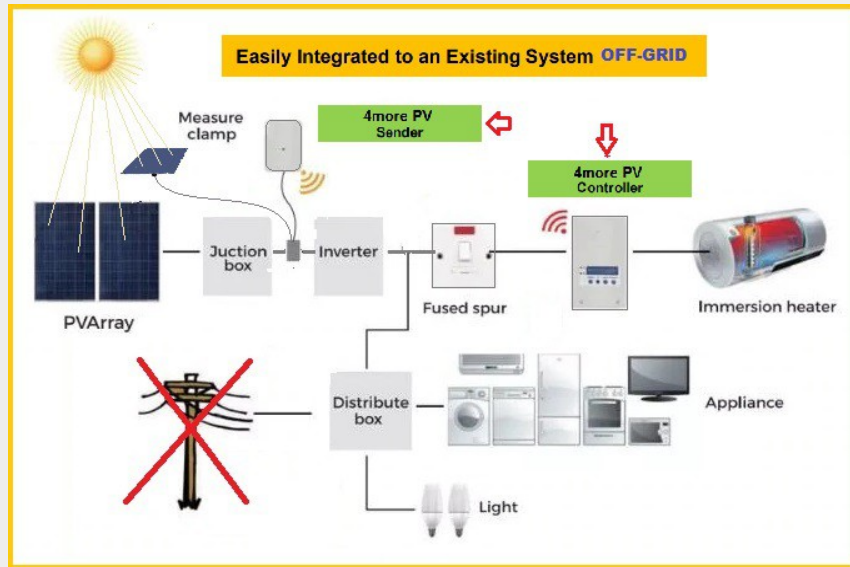 Easily Integrated to an Existing System OFF-GRID
Measure
clamp
4more PV
Sender
4more PV
Controller
Juction
box
Inverter
Fused spur
Immersion heater
PVArray
Distribute
box
Appliance
Light